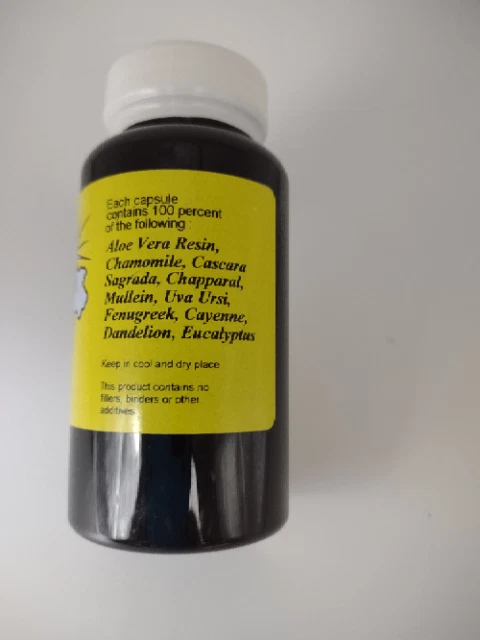 Each capsule
contains 100 percent
of the following:
Aloe Vera Resin,
Chamomile, Cascara
Sagrada, Chapparal,
Mullein, Uva Ursi,
Fenugreek, Cayenne,
Dandelion, Eucalyptus
Keep in cool and dry place
This product contains no
fillers, binders or other
additives